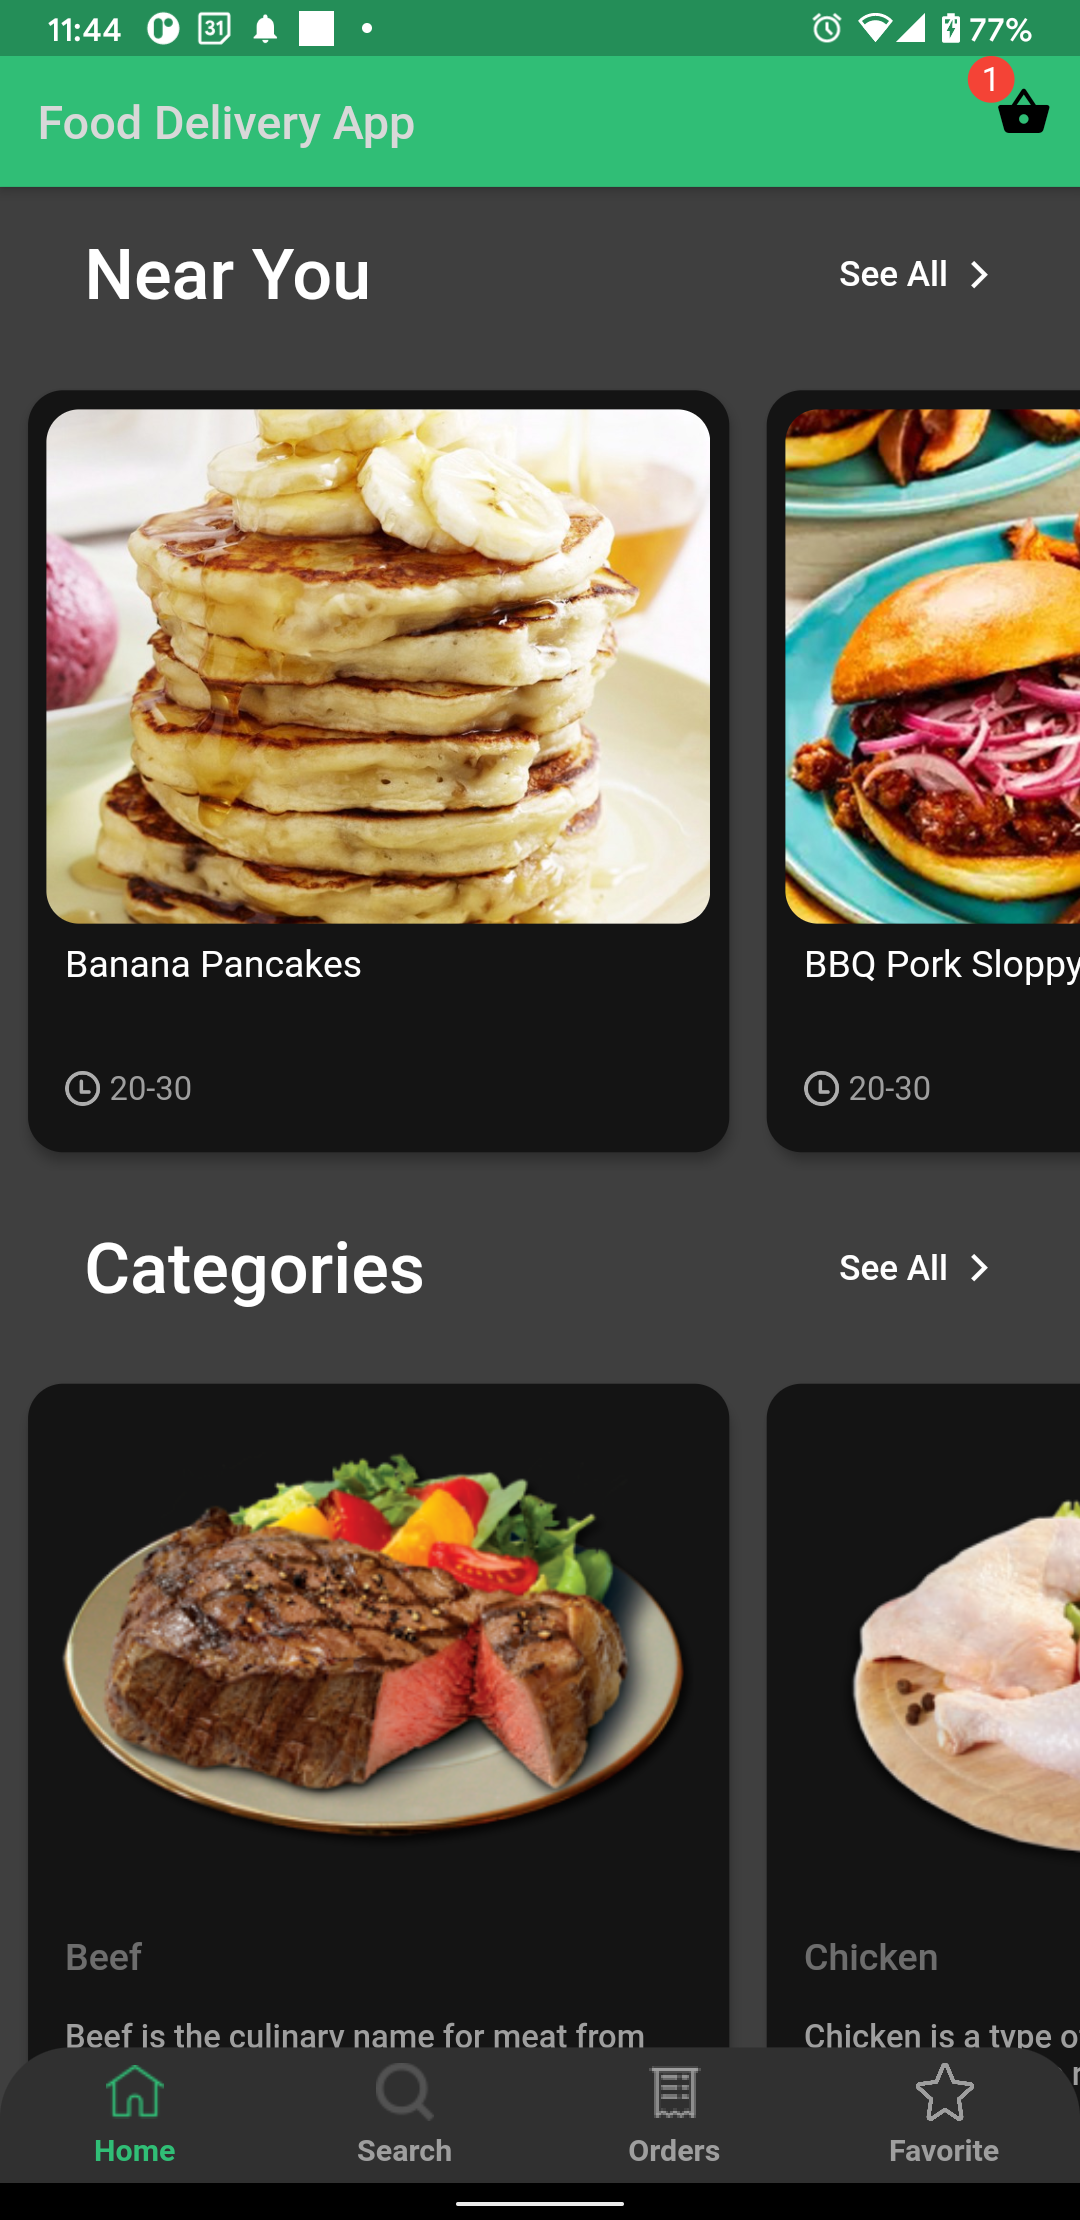 11:44
31
77%
Food Delivery App
1
Near You
See All
Banana Pancakes
BBQ Pork Sloppy
20-30
20-30
Categories
See All
Beef
Chicken
Beef is the culinary name for meat from
Chicken is a type
Home
Search
Orders
Favorite